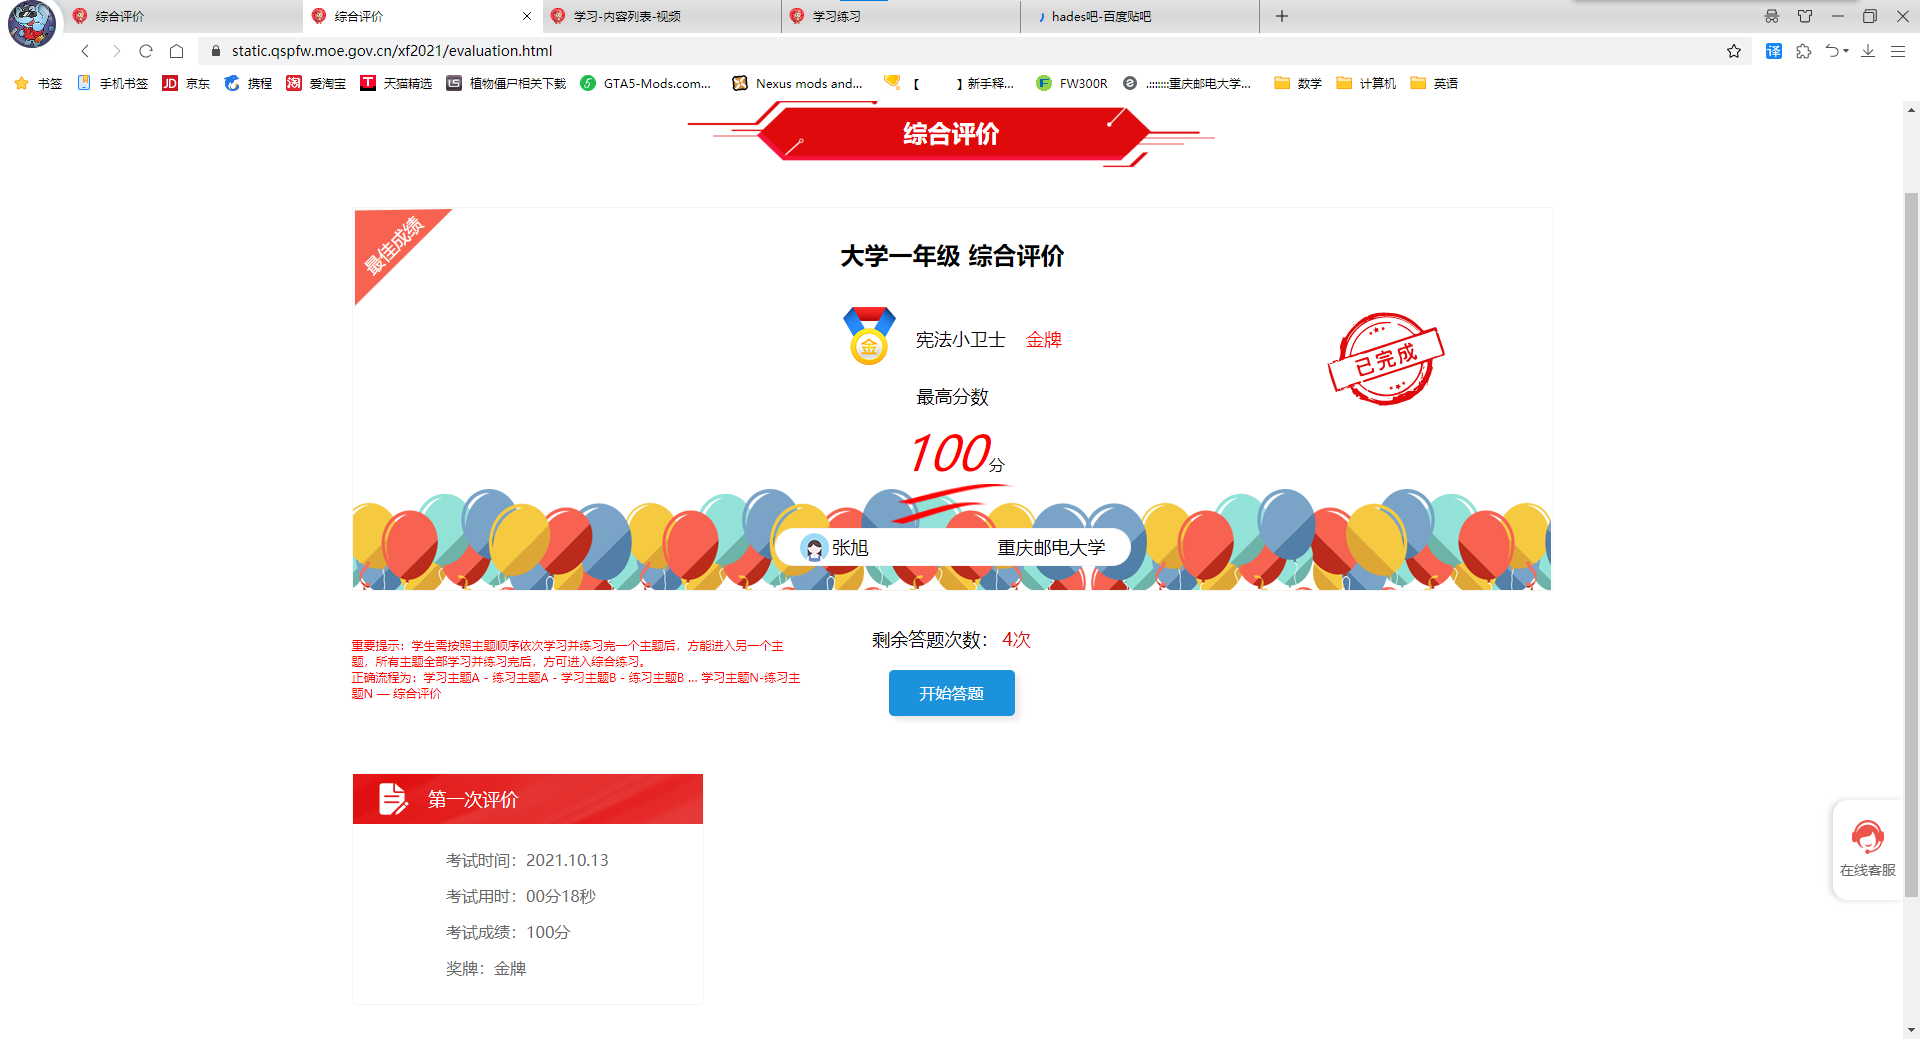 综合评价
综合评价
学习-内容列表-视频
学习练习
hades吧-百度贴吧
static.qspfw.moe.gov.cn/xf2021/evaluation.html
译
书签
手机书签
JD 京东
携程
淘 爱淘宝
T 天猫精选
LS 植物僵尸相关下载
5 GTA5-Mods.com...
Nexus mods and...
【 】新手释...
F FW300R
.:::::::重庆邮电大学...
数学
计算机
英语
综合评价
最佳成绩
大学一年级 综合评价
金
宪法小卫士 金牌
已完成
最高分数
100分
张旭 重庆邮电大学
重要提示：学生需按照主题顺序依次学习并练习完一个主题后，方能进入另一个主
题，所有主题全部学习并练习完后，方可进入综合练习。
正确流程为：学习主题A - 练习主题A - 学习主题B - 练习主题B ... 学习主题N-练习主
题N — 综合评价
剩余答题次数： 4次
开始答题
第一次评价
考试时间：2021.10.13
考试用时：00分18秒
考试成绩：100分
奖牌：金牌
在线客服